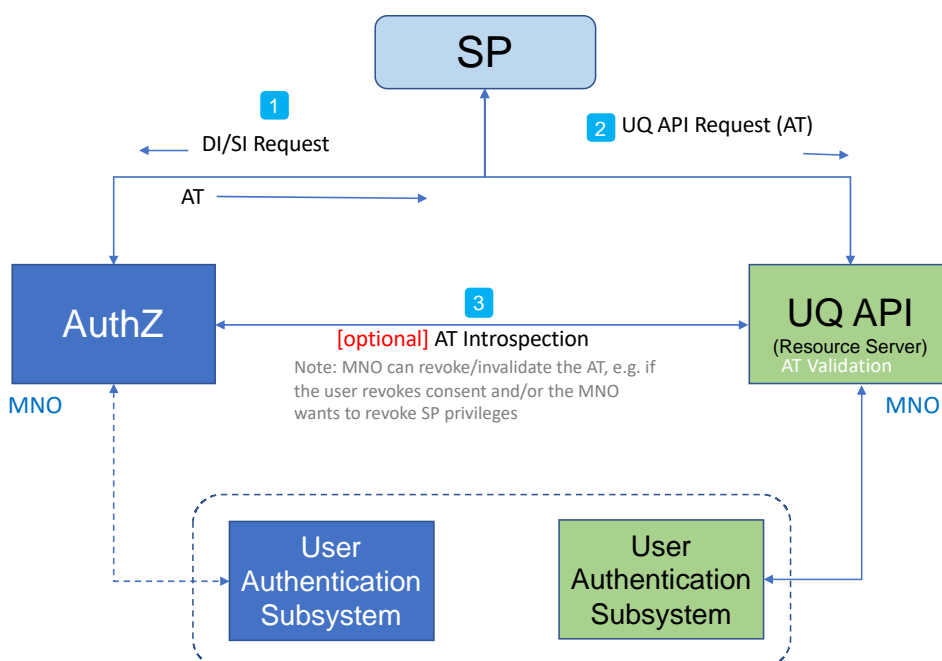 SP
1
DI/SI Request
2
UQ API Request (AT)
AT
AuthZ
3
[optional] AT Introspection
Note: MNO can revoke/invalidate the AT, e.g. if
the user revokes consent and/or the MNO
wants to revoke SP privileges
UQ API
(Resource Server)
AT Validation
MNO
MNO
User
Authentication
Subsystem
User
Authentication
Subsystem